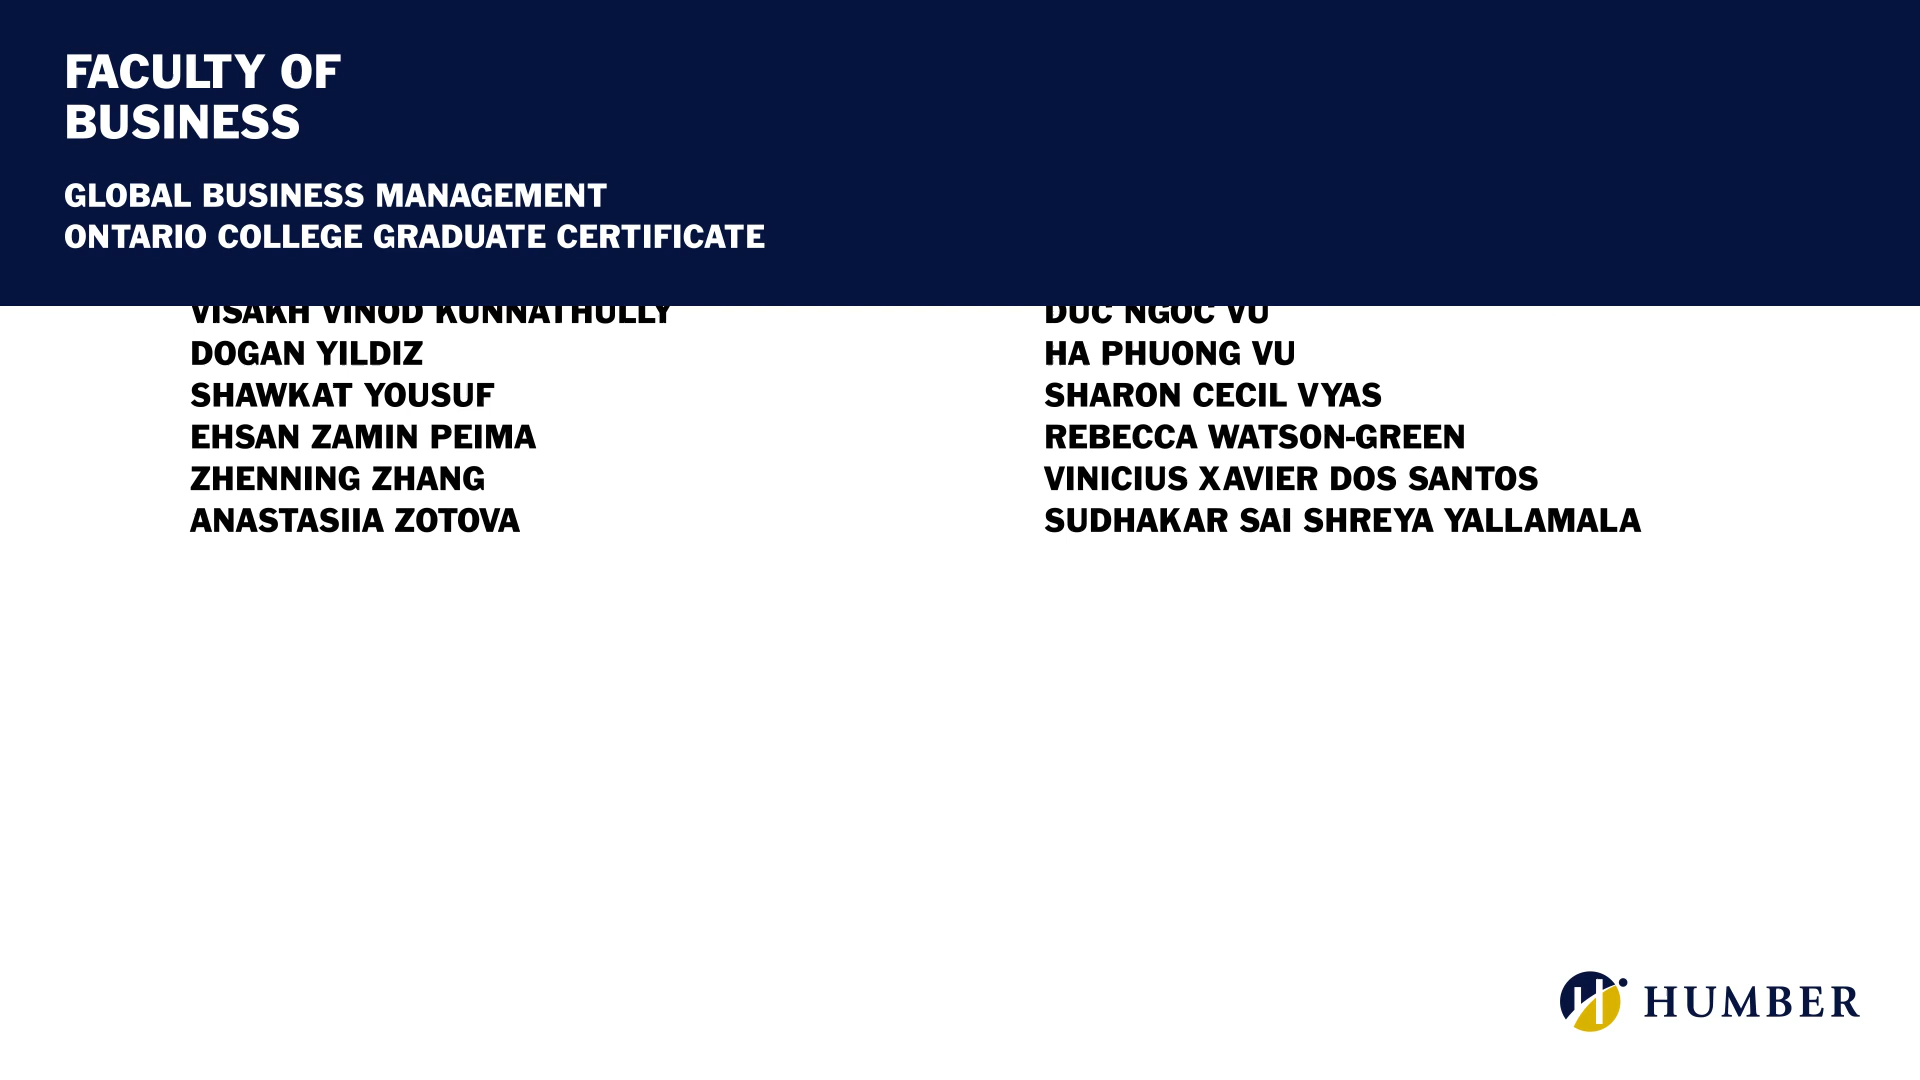 FACULTY OF
BUSINESS
GLOBAL BUSINESS MANAGEMENT
ONTARIO COLLEGE GRADUATE CERTIFICATE
VISAKH VINOD KUNNATHULLY
DOGAN YILDIZ
SHAWKAT YOUSUF
EHSAN ZAMIN PEIMA
ZHENNING ZHANG
ANASTASIIA ZOTOVA
DUC NGOC VU
HA PHUONG VU
SHARON CECIL VYAS
REBECCA WATSON-GREEN
VINICIUS XAVIER DOS SANTOS
SUDHAKAR SAI SHREYA YALLAMALA
HUMBER